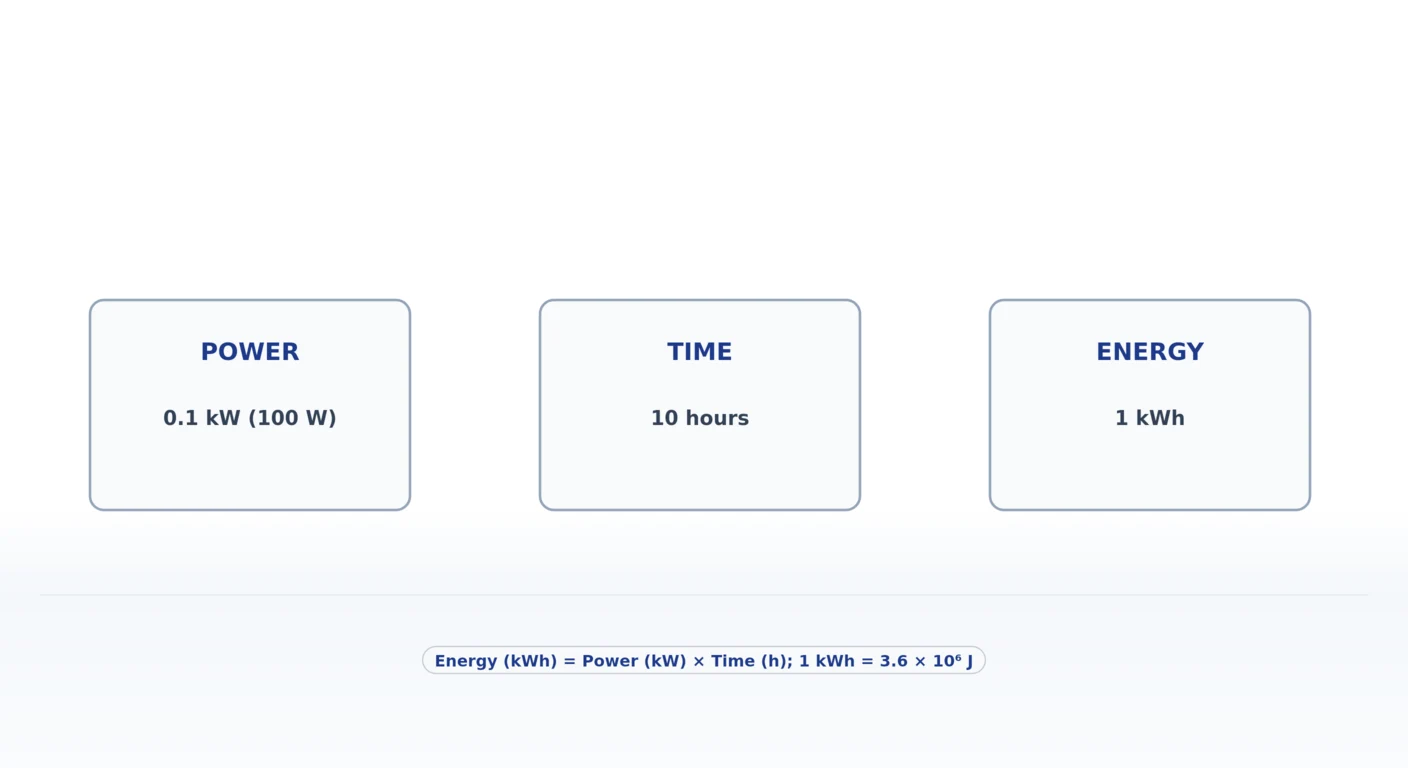 POWER
0.1 kW (100 W)
TIME
10 hours
ENERGY
1 kWh
Energy (kWh) = Power (kW) × Time (h); 1 kWh = 3.6 × 10⁶ J